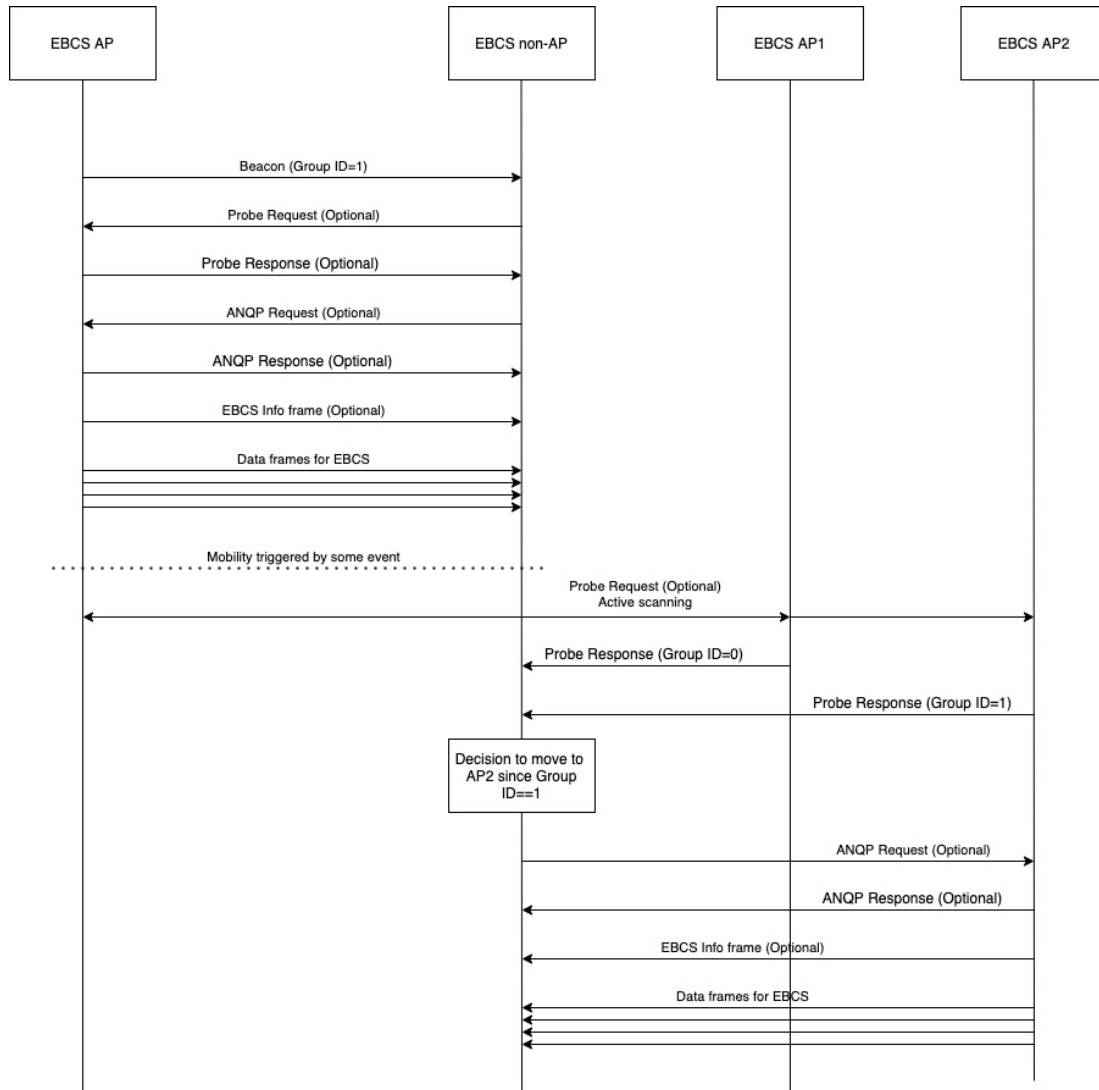 EBCS AP
EBCS non-AP
EBCS AP1
EBCS AP2
Beacon (Group ID=1)
Probe Request (Optional)
Probe Response (Optional)
ANQP Request (Optional)
ANQP Response (Optional)
EBCS Info frame (Optional)
Data frames for EBCS
Mobility triggered by some event
Probe Request (Optional)
Active scanning
Probe Response (Group ID=0)
Probe Response (Group ID=1)
Decision to move to
AP2 since Group
ID==1
ANQP Request (Optional)
ANQP Response (Optional)
EBCS Info frame (Optional)
Data frames for EBCS